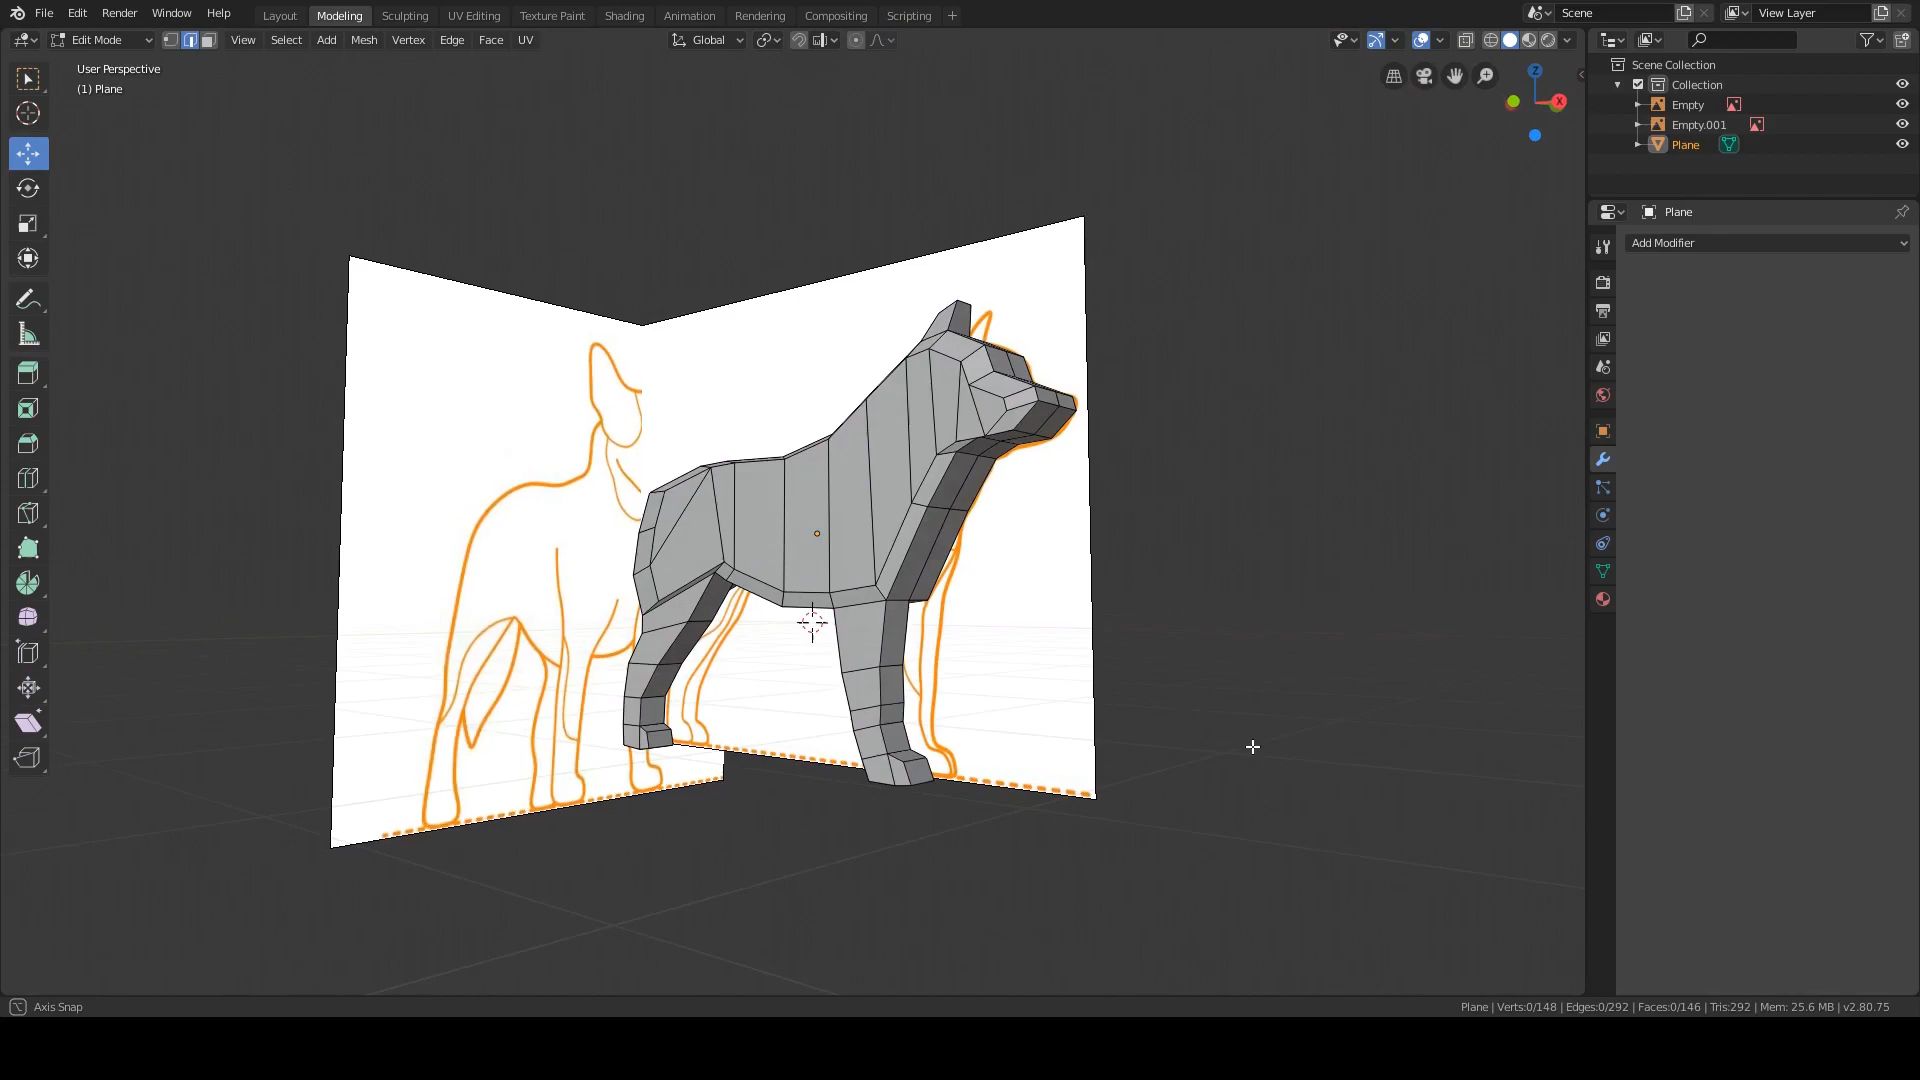 File Edit Render Window Help Layout Modeling Sculpting UV Editing Texture Paint Shading Animation Rendering Compositing Scripting + Scene View Layer
Edit Mode View Select Add Mesh Vertex Edge Face UV Global
User Perspective
(1) Plane
Z
X
Scene Collection
Collection
Empty
Empty.001
Plane
Plane
Add Modifier
Axis Snap
Plane | Verts:0/148 | Edges:0/292 | Faces:0/146 | Tris:292 | Mem: 25.6 MB | v2.80.75